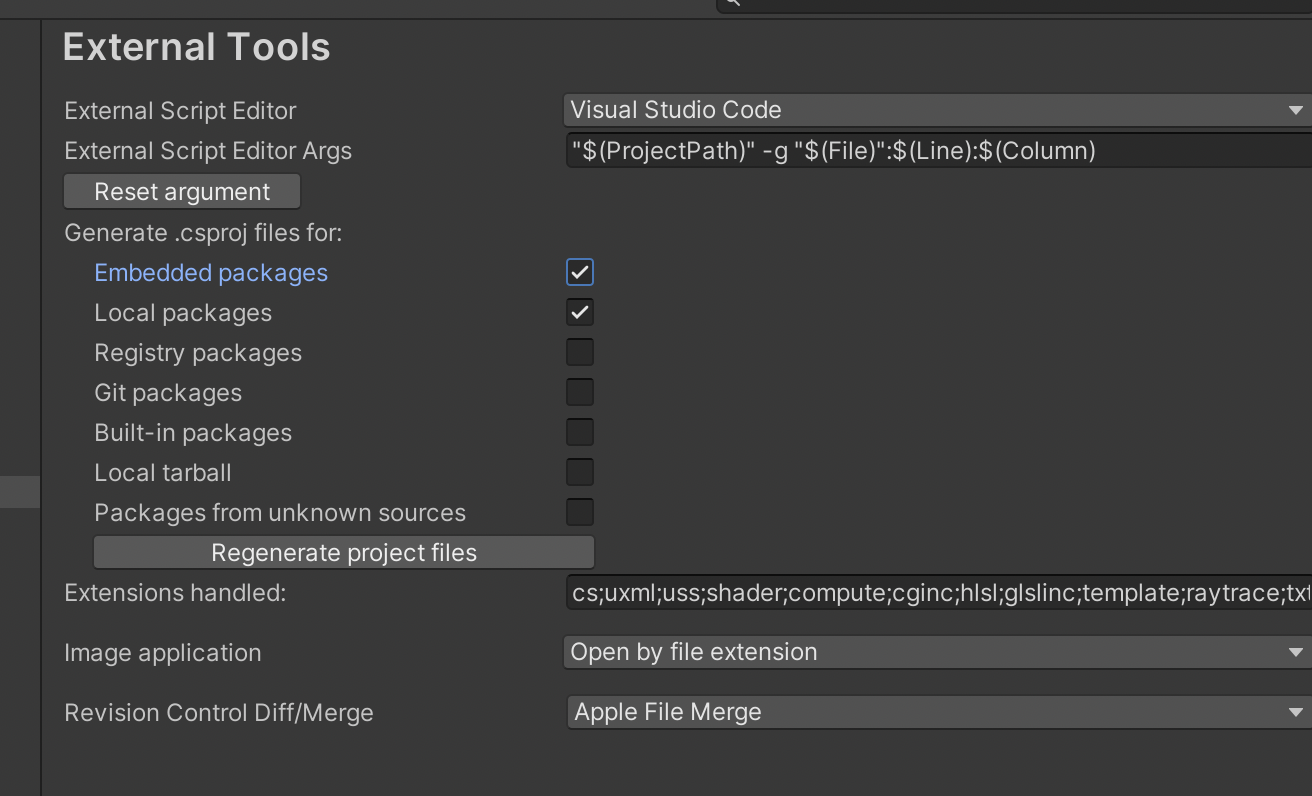 External Tools
External Script Editor Visual Studio Code
External Script Editor Args "$(ProjectPath)" -g "$(File)":$(Line):$(Column)
Reset argument
Generate .csproj files for:
Embedded packages
Local packages
Registry packages
Git packages
Built-in packages
Local tarball
Packages from unknown sources
Regenerate project files
Extensions handled: cs;uxml;uss;shader;compute;cginc;hlsl;glslinc;template;raytrace;txt
Image application Open by file extension
Revision Control Diff/Merge Apple File Merge